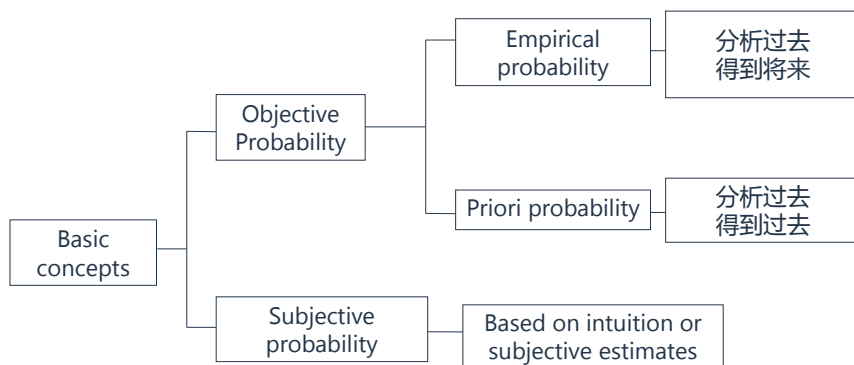 Empirical
probability
分析过去
得到将来
Objective
Probability
Priori probability
分析过去
得到过去
Basic
concepts
Subjective
probability
Based on intuition or
subjective estimates